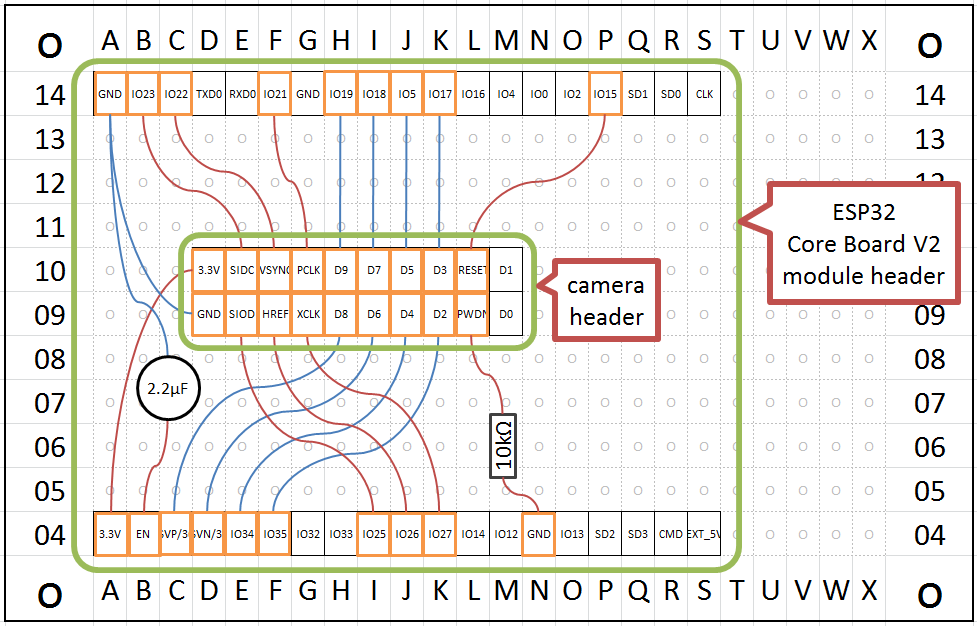 O A B C D E F G H I J K L M N O P Q R S T U V W X O
14 GND IO23 IO22 TXD0 RXD0 IO21 GND IO19 IO18 IO5 IO17 IO16 IO4 IO0 IO2 IO15 SD1 SD0 CLK 14
13 13
12 12
11 11
ESP32
Core Board V2
module header
10 3.3V SIDC VSYNC PCLK D9 D7 D5 D3 RESET D1 10
camera
header
09 GND SIOD HREF XCLK D8 D6 D4 D2 PWDN D0 09
08 08
2.2µF
07 07
10kΩ
06 06
05 05
04 3.3V EN SVP/3 SVN/3 IO34 IO35 IO32 IO33 IO25 IO26 IO27 IO14 IO12 GND IO13 SD2 SD3 CMD EXT_5V 04
O A B C D E F G H I J K L M N O P Q R S T U V W X O